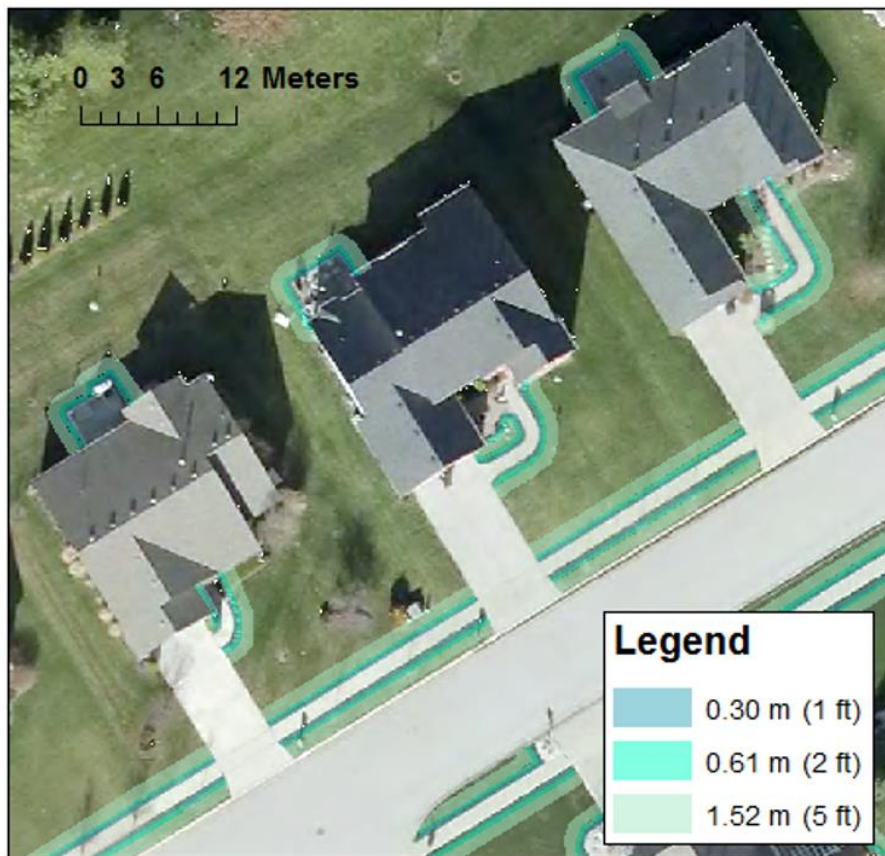 0 3 6 12 Meters
Legend
0.30 m (1 ft)
0.61 m (2 ft)
1.52 m (5 ft)